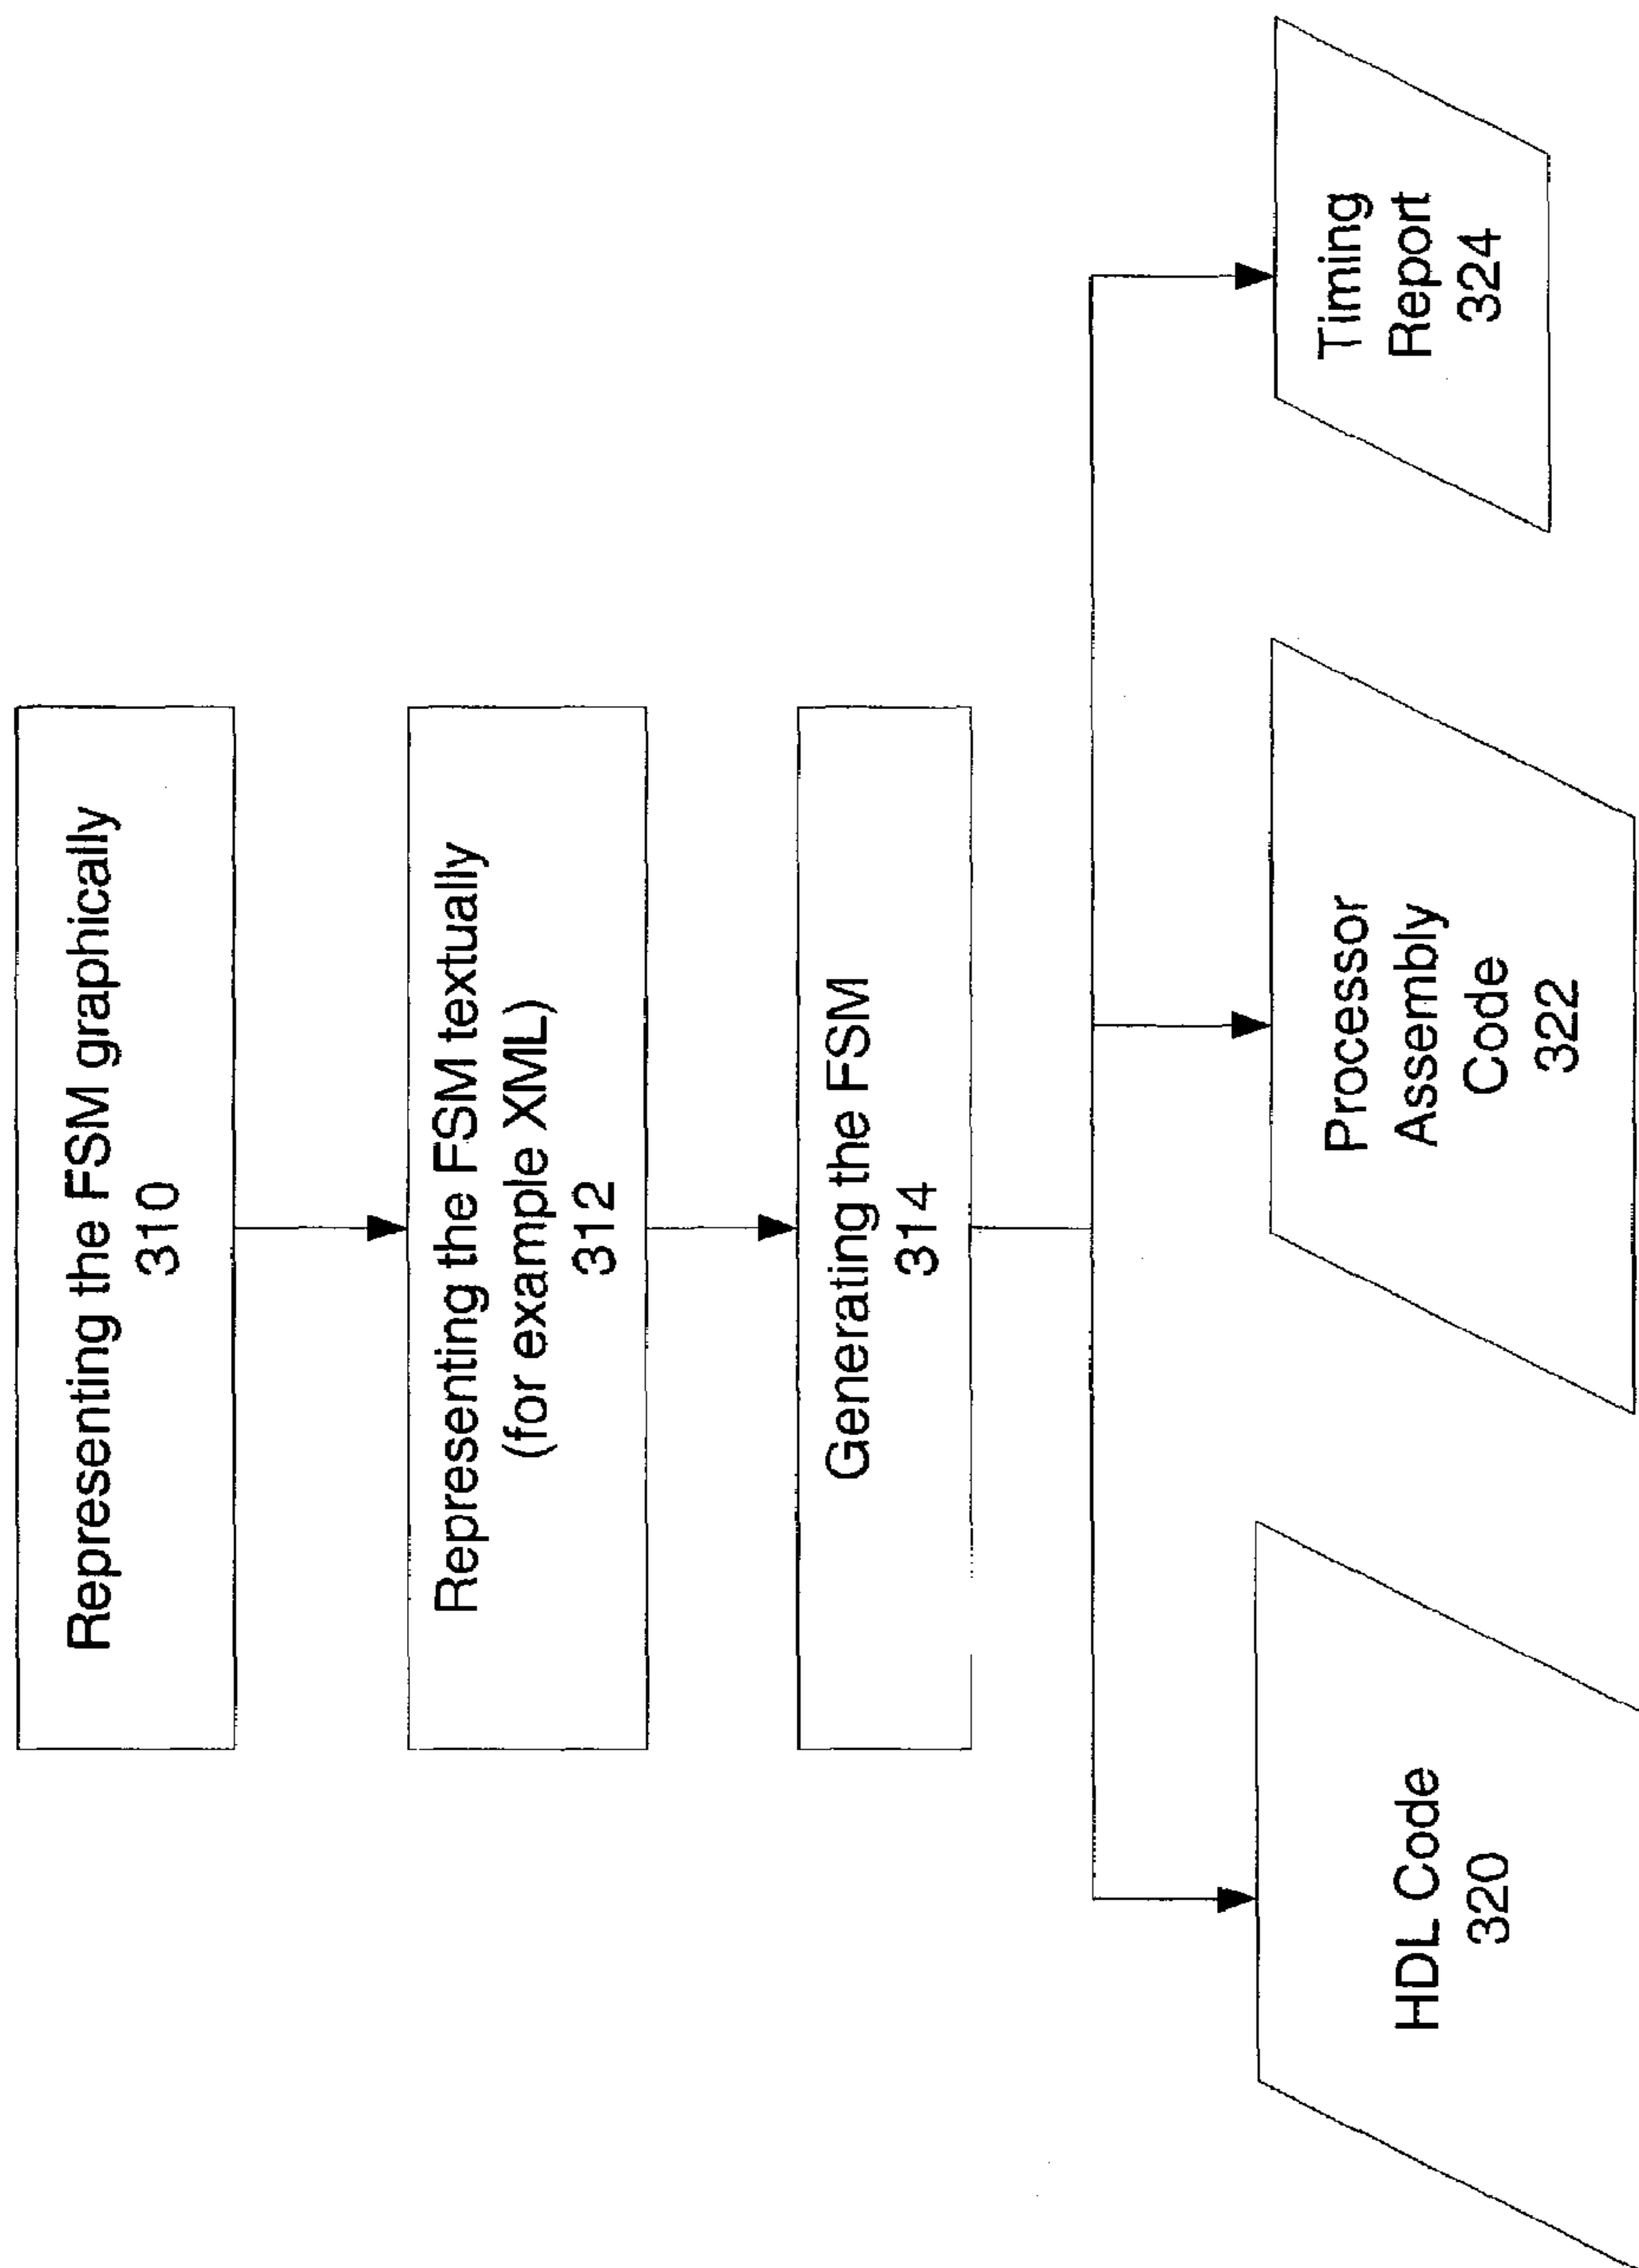 Representing the FSM graphically
310
Representing the FSM textually
(for example XML)
312
Generating the FSM
314
HDL Code
320
Processor
Assembly
Code
322
Timing
Report
324